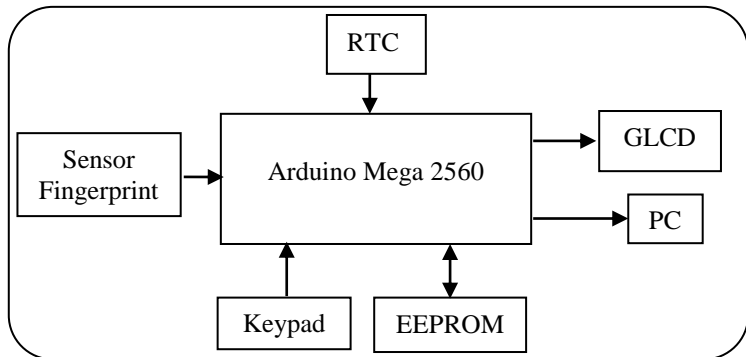 RTC
Sensor
Fingerprint
Arduino Mega 2560
GLCD
PC
Keypad
EEPROM